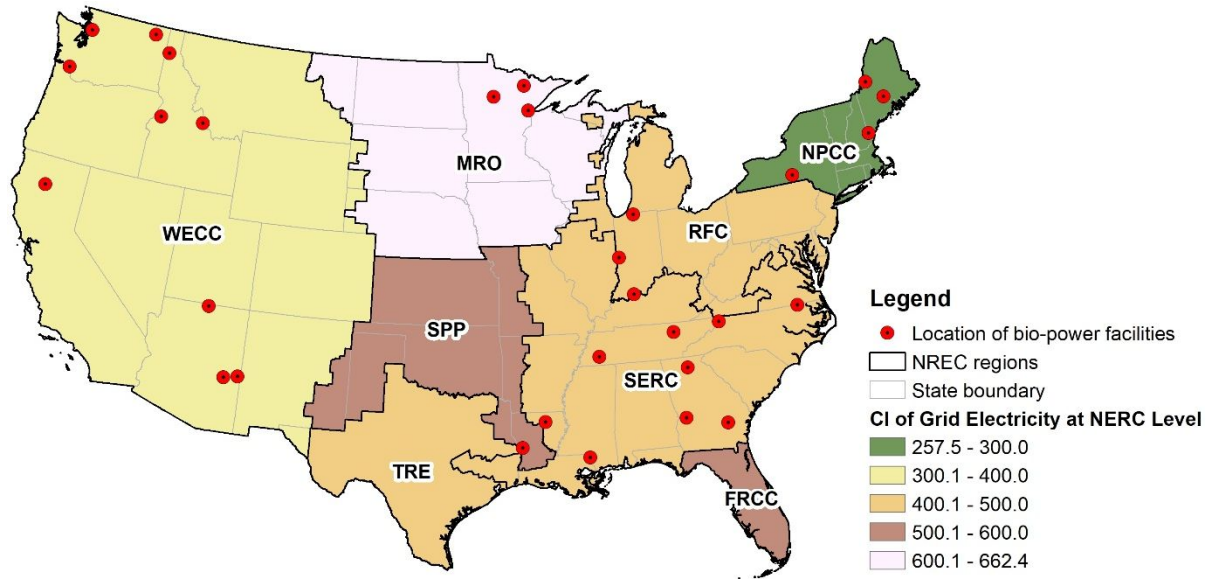 MRO
NPCC
WECC
RFC
SPP
SERC
TRE
FRCC
Legend
Location of bio-power facilities
NREC regions
State boundary
CI of Grid Electricity at NERC Level
257.5 - 300.0
300.1 - 400.0
400.1 - 500.0
500.1 - 600.0
600.1 - 662.4